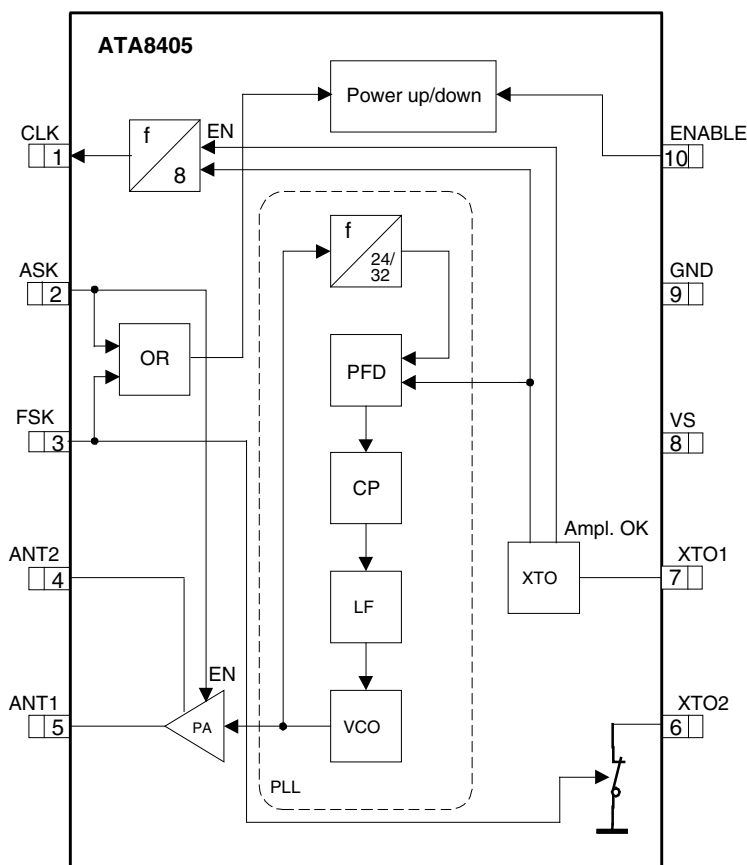 ATA8405
Power up/down
CLK
1
f
8
EN
ENABLE
10
f
24/
32
ASK
2
GND
9
OR
PFD
FSK
3
VS
8
CP
Ampl. OK
ANT2
4
XTO
XTO1
7
LF
EN
ANT1
5
PA
VCO
XTO2
6
PLL